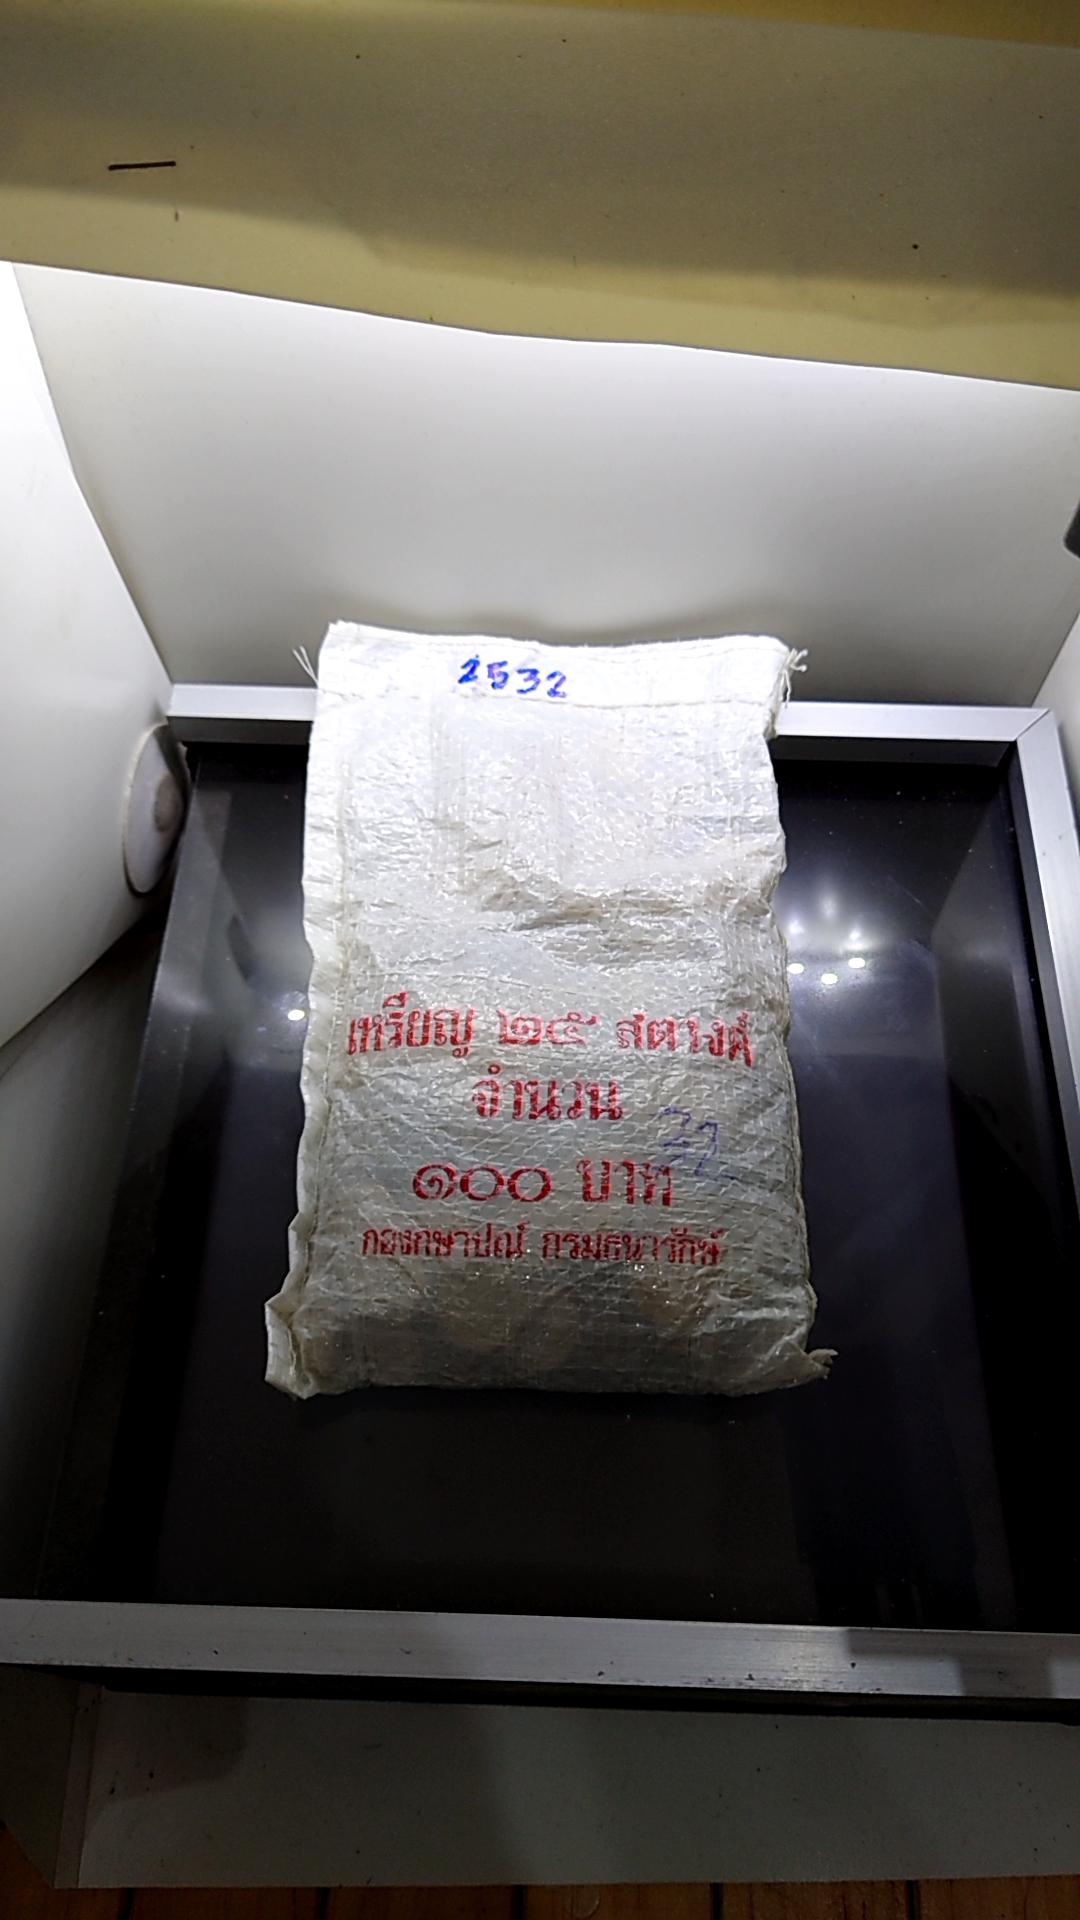 2532
เหรียญ ๒๕ สตางค์
จำนวน
๑๐๐ บาท
กองกษาปณ์ กรมธนารักษ์